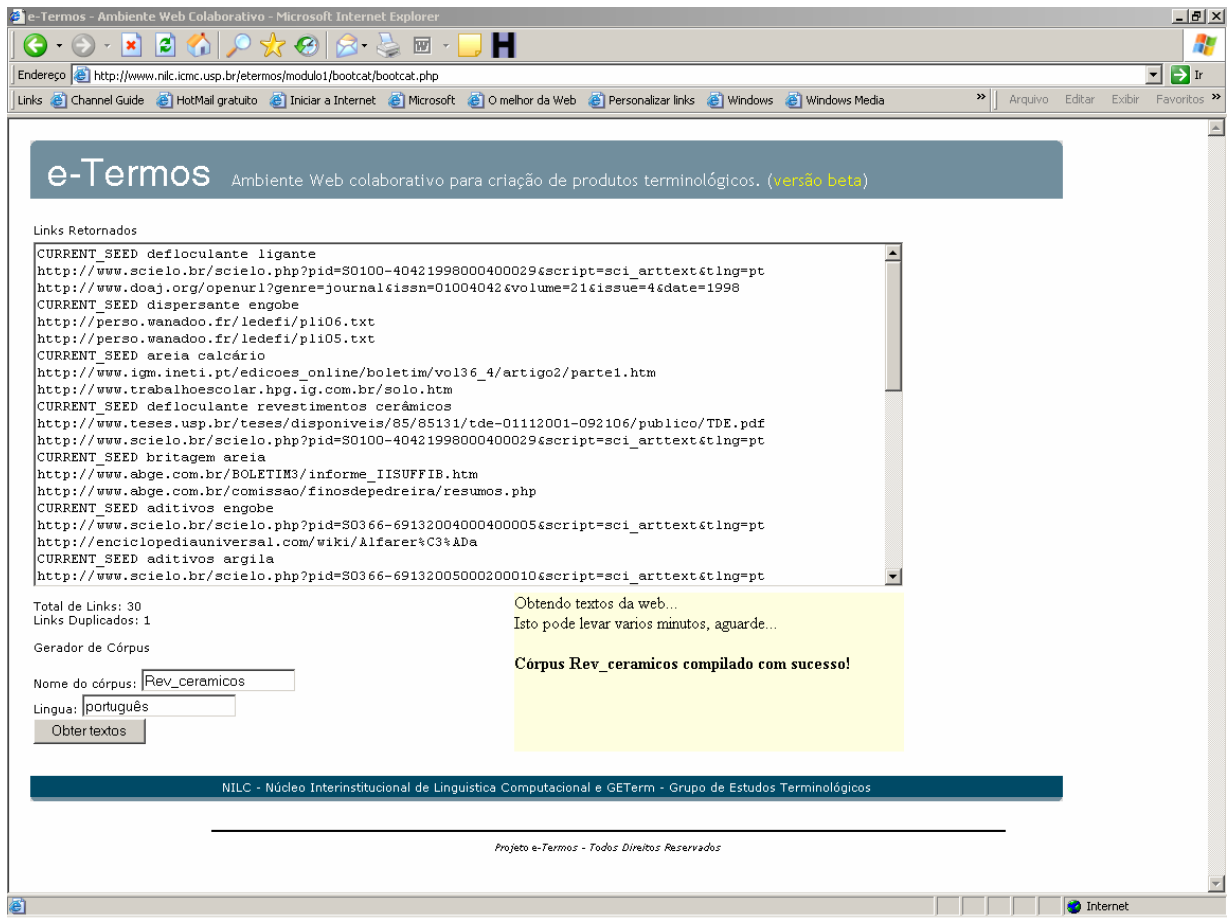 e-Termos - Ambiente Web Colaborativo - Microsoft Internet Explorer
Endereço http://www.nilc.icmc.usp.br/etermos/modulo1/bootcat/bootcat.php Ir
Links Channel Guide HotMail gratuito Iniciar a Internet Microsoft O melhor da Web Personalizar links Windows Windows Media » Arquivo Editar Exibir Favoritos »
e-Termos Ambiente Web colaborativo para criação de produtos terminológicos. (versão beta)
Links Retornados
CURRENT_SEED defloculante ligante
http://www.scielo.br/scielo.php?pid=S0100-40421998000400029&script=sci_arttext&tlng=pt
http://www.doaj.org/openurl?genre=journal&issn=01004042&volume=21&issue=4&date=1998
CURRENT_SEED dispersante engobe
http://perso.wanadoo.fr/ledefi/pli06.txt
http://perso.wanadoo.fr/ledefi/pli05.txt
CURRENT_SEED areia calcário
http://www.igm.ineti.pt/edicoes_online/boletim/vol36_4/artigo2/parte1.htm
http://www.trabalhoescolar.hpg.ig.com.br/solo.htm
CURRENT_SEED defloculante revestimentos cerâmicos
http://www.teses.usp.br/teses/disponiveis/85/85131/tde-01112001-092106/publico/TDE.pdf
http://www.scielo.br/scielo.php?pid=S0100-40421998000400029&script=sci_arttext&tlng=pt
CURRENT_SEED britagem areia
http://www.abge.com.br/BOLETIM3/informe_IISUFFIB.htm
http://www.abge.com.br/comissao/finosdepedreira/resumos.php
CURRENT_SEED aditivos engobe
http://www.scielo.br/scielo.php?pid=S0366-69132004000400005&script=sci_arttext&tlng=pt
http://enciclopediauniversal.com/wiki/Alfarer%C3%ADa
CURRENT_SEED aditivos argila
http://www.scielo.br/scielo.php?pid=S0366-69132005000200010&script=sci_arttext&tlng=pt
Total de Links: 30
Links Duplicados: 1
Gerador de Córpus
Nome do córpus: Rev_ceramicos
Lingua: português
Obter textos
Obtendo textos da web...
Isto pode levar varios minutos, aguarde...
Córpus Rev_ceramicos compilado com sucesso!
NILC - Núcleo Interinstitucional de Linguistica Computacional e GETerm - Grupo de Estudos Terminológicos
Projeto e-Termos - Todos Direitos Reservados
Internet